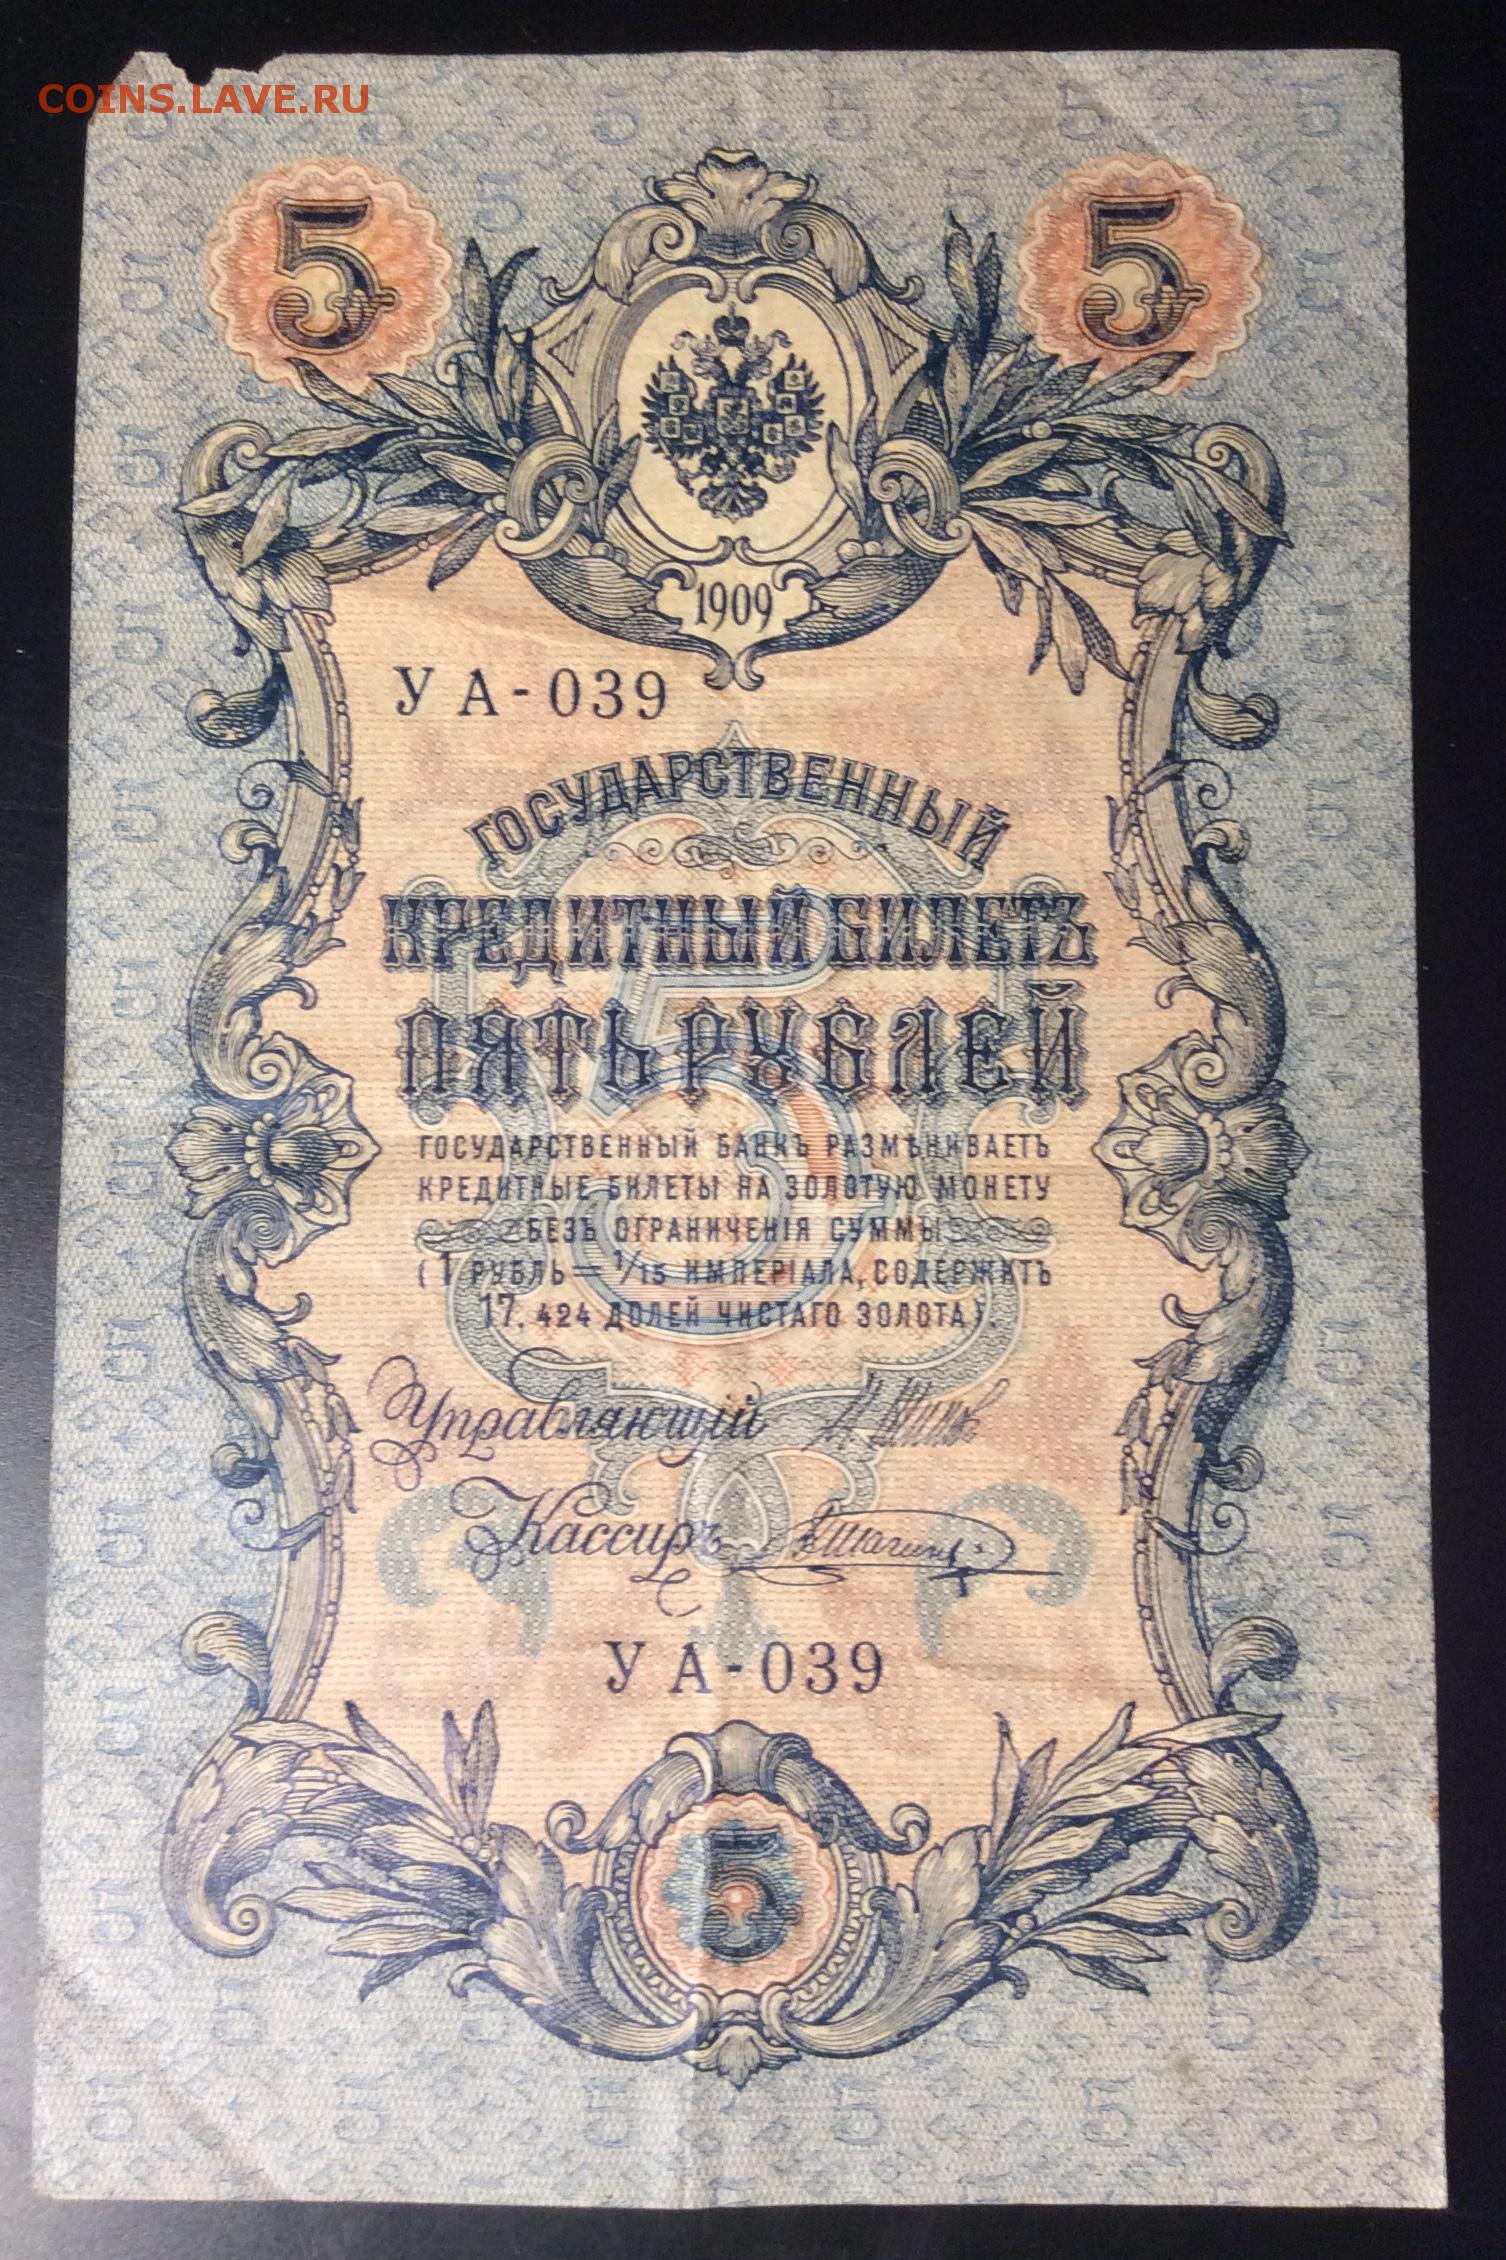 COINS.LAVE.RU
5 5
1909
УА-039
ГОСУДАРСТВЕННЫЙ
КРЕДИТНЫЙ БИЛЕТЪ
ПЯТЬ РУБЛЕЙ
ГОСУДАРСТВЕННЫЙ БАНКЪ РАЗМѢНИВАЕТЪ
КРЕДИТНЫЕ БИЛЕТЫ НА ЗОЛОТУЮ МОНЕТУ
БЕЗЪ ОГРАНИЧЕНІЯ СУММЫ
(1 РУБЛЬ = 1/15 ИМПЕРІАЛА, СОДЕРЖИТЪ
17, 424 ДОЛЕЙ ЧИСТАГО ЗОЛОТА).
Управляющій
Кассиръ
УА-039
5